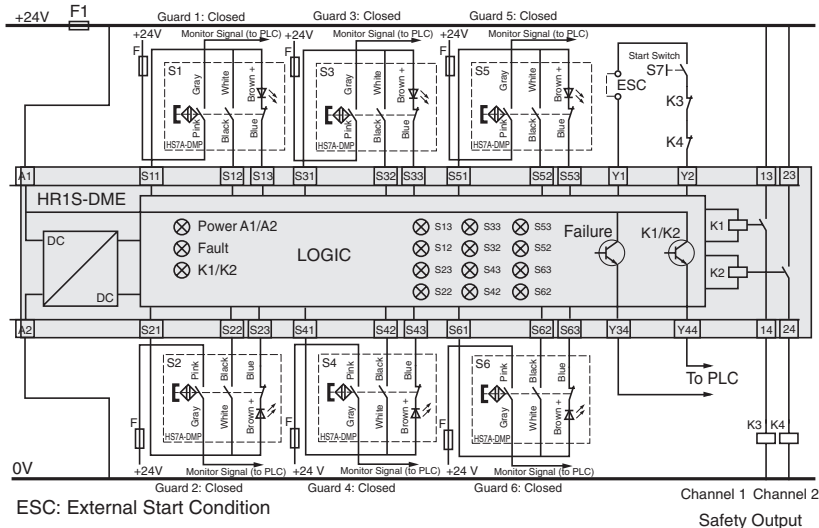 +24V F1 Guard 1: Closed Guard 3: Closed Guard 5: Closed
+24V Monitor Signal (to PLC) +24V Monitor Signal (to PLC) +24V Monitor Signal (to PLC)
F S1 Gray White Brown + F S3 Gray White Brown + F S5 Gray White Brown +
Pink Black Blue Pink Black Blue Pink Black Blue
HS7A-DMP HS7A-DMP HS7A-DMP
Start Switch
S7
ESC
K3
K4
A1 S11 S12 S13 S31 S32 S33 S51 S52 S53 Y1 Y2 13 23
HR1S-DME
DC
DC
Power A1/A2
Fault
K1/K2
LOGIC
S13 S33 S53
S12 S32 S52
S23 S43 S63
S22 S42 S62
Failure K1/K2
K1
K2
A2 S21 S22 S23 S41 S42 S43 S61 S62 S63 Y34 Y44 14 24
S2 Pink Black Blue S4 Pink Black Blue S6 Pink Black Blue
F Gray White Brown + F Gray White Brown + F Gray White Brown +
HS7A-DMP HS7A-DMP HS7A-DMP
To PLC
K3 K4
0V +24V Monitor Signal (to PLC) +24 V Monitor Signal (to PLC) +24 V Monitor Signal (to PLC)
Guard 2: Closed Guard 4: Closed Guard 6: Closed
ESC: External Start Condition
Channel 1 Channel 2
Safety Output